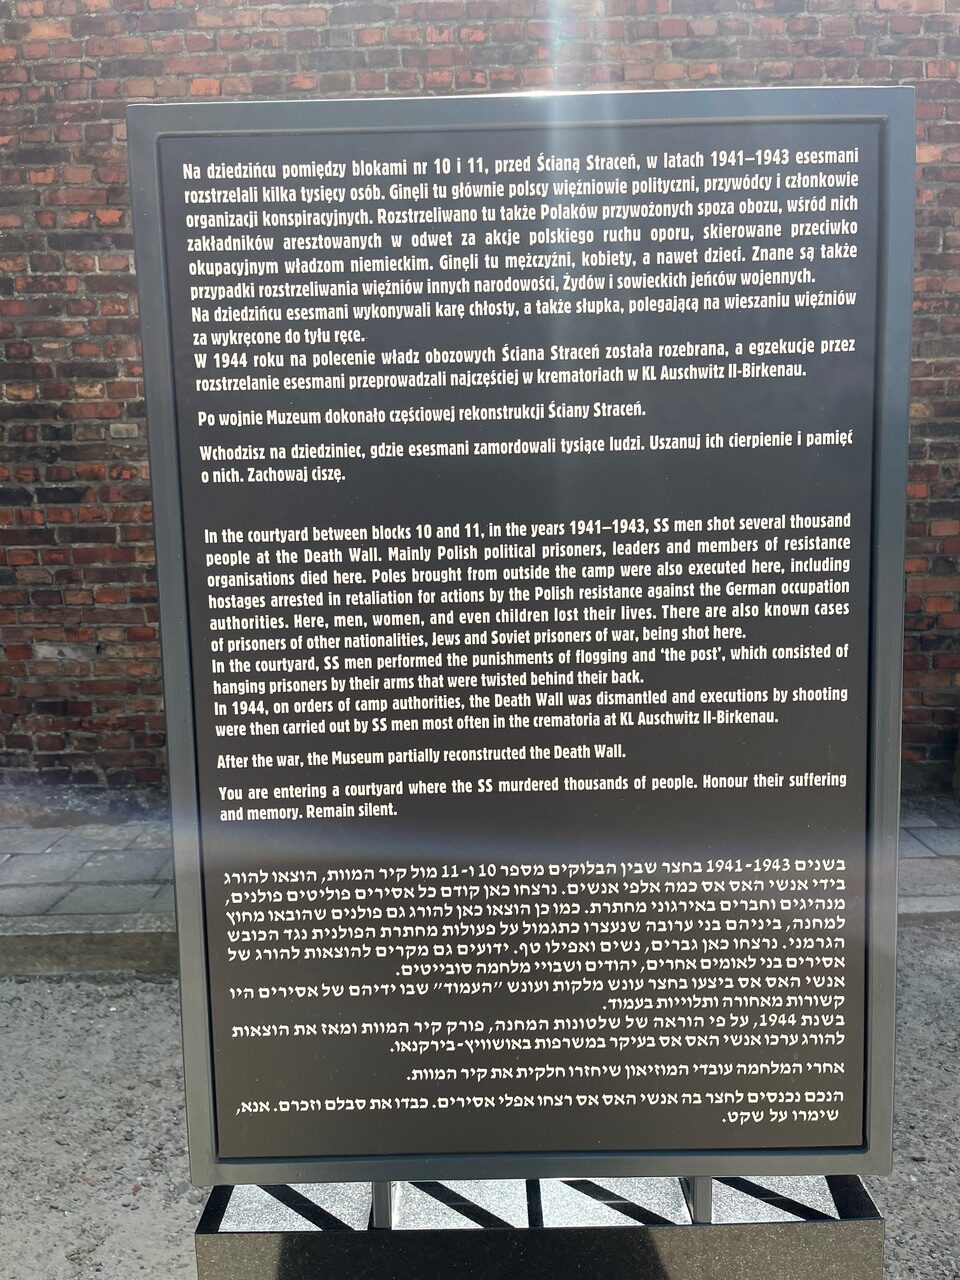 Na dziedzińcu pomiędzy blokami nr 10 i 11, przed Ścianą Straceń, w latach 1941–1943 esesmani
rozstrzelali kilka tysięcy osób. Ginęli tu głównie polscy więźniowie polityczni, przywódcy i członkowie
organizacji konspiracyjnych. Rozstrzeliwano tu także Polaków przywożonych spoza obozu, wśród nich
zakładników aresztowanych w odwet za akcje polskiego ruchu oporu, skierowane przeciwko
okupacyjnym władzom niemieckim. Ginęli tu mężczyźni, kobiety, a nawet dzieci. Znane są także
przypadki rozstrzeliwania więźniów innych narodowości, Żydów i sowieckich jeńców wojennych.
Na dziedzińcu esesmani wykonywali karę chłosty, a także słupka, polegającą na wieszaniu więźniów
za wykręcone do tyłu ręce.
W 1944 roku na polecenie władz obozowych Ściana Straceń została rozebrana, a egzekucje przez
rozstrzelanie esesmani przeprowadzali najczęściej w krematoriach w KL Auschwitz II-Birkenau.
Po wojnie Muzeum dokonało częściowej rekonstrukcji Ściany Straceń.
Wchodzisz na dziedziniec, gdzie esesmani zamordowali tysiące ludzi. Uszanuj ich cierpienie i pamięć
o nich. Zachowaj ciszę.
In the courtyard between blocks 10 and 11, in the years 1941–1943, SS men shot several thousand
people at the Death Wall. Mainly Polish political prisoners, leaders and members of resistance
organisations died here. Poles brought from outside the camp were also executed here, including
hostages arrested in retaliation for actions by the Polish resistance against the German occupation
authorities. Here, men, women, and even children lost their lives. There are also known cases
of prisoners of other nationalities, Jews and Soviet prisoners of war, being shot here.
In the courtyard, SS men performed the punishments of flogging and ‘the post’, which consisted of
hanging prisoners by their arms that were twisted behind their back.
In 1944, on orders of camp authorities, the Death Wall was dismantled and executions by shooting
were then carried out by SS men most often in the crematoria at KL Auschwitz II-Birkenau.
After the war, the Museum partially reconstructed the Death Wall.
You are entering a courtyard where the SS murdered thousands of people. Honour their suffering
and memory. Remain silent.
בשנים 1941-1943 בחצר שבין הבלוקים מספר 10 ו-11 מול קיר המוות, הוצאו להורג
בידי אנשי האס אס כמה אלפי אנשים. נרצחו כאן קודם כל אסירים פוליטים פולנים,
מנהיגים וחברים באירגוני מחתרת. כמו כן הוצאו כאן להורג גם פולנים שהובאו מחוץ
למחנה, ביניהם בני ערובה שנעצרו כתגמול על פעולות מחתרת הפולנית נגד הכובש
הגרמני. נרצחו כאן גברים, נשים ואפילו טף. ידועים גם מקרים להוצאות להורג של
אסירים בני לאומים אחרים, יהודים ושבויי מלחמה סובייטים.
אנשי האס אס ביצעו בחצר עונש מלקות ועונש ״העמוד״ שבו ידיהם של אסירים היו
קשורות מאחורה ותלוייות בעמוד.
בשנת 1944, על פי הוראה של שלטונות המחנה, פורק קיר המוות ומאז את הוצאות
להורג ערכו אנשי האס אס בעיקר במשרפות באושוויץ-בירקנאו.
אחרי המלחמה עובדי המוזיאון שיחזרו חלקית את קיר המוות.
הנכם נכנסים לחצר בה אנשי האס אס רצחו אפלי אסירים. כבדו את סבלם וזכרם. אנא,
שימרו על שקט.